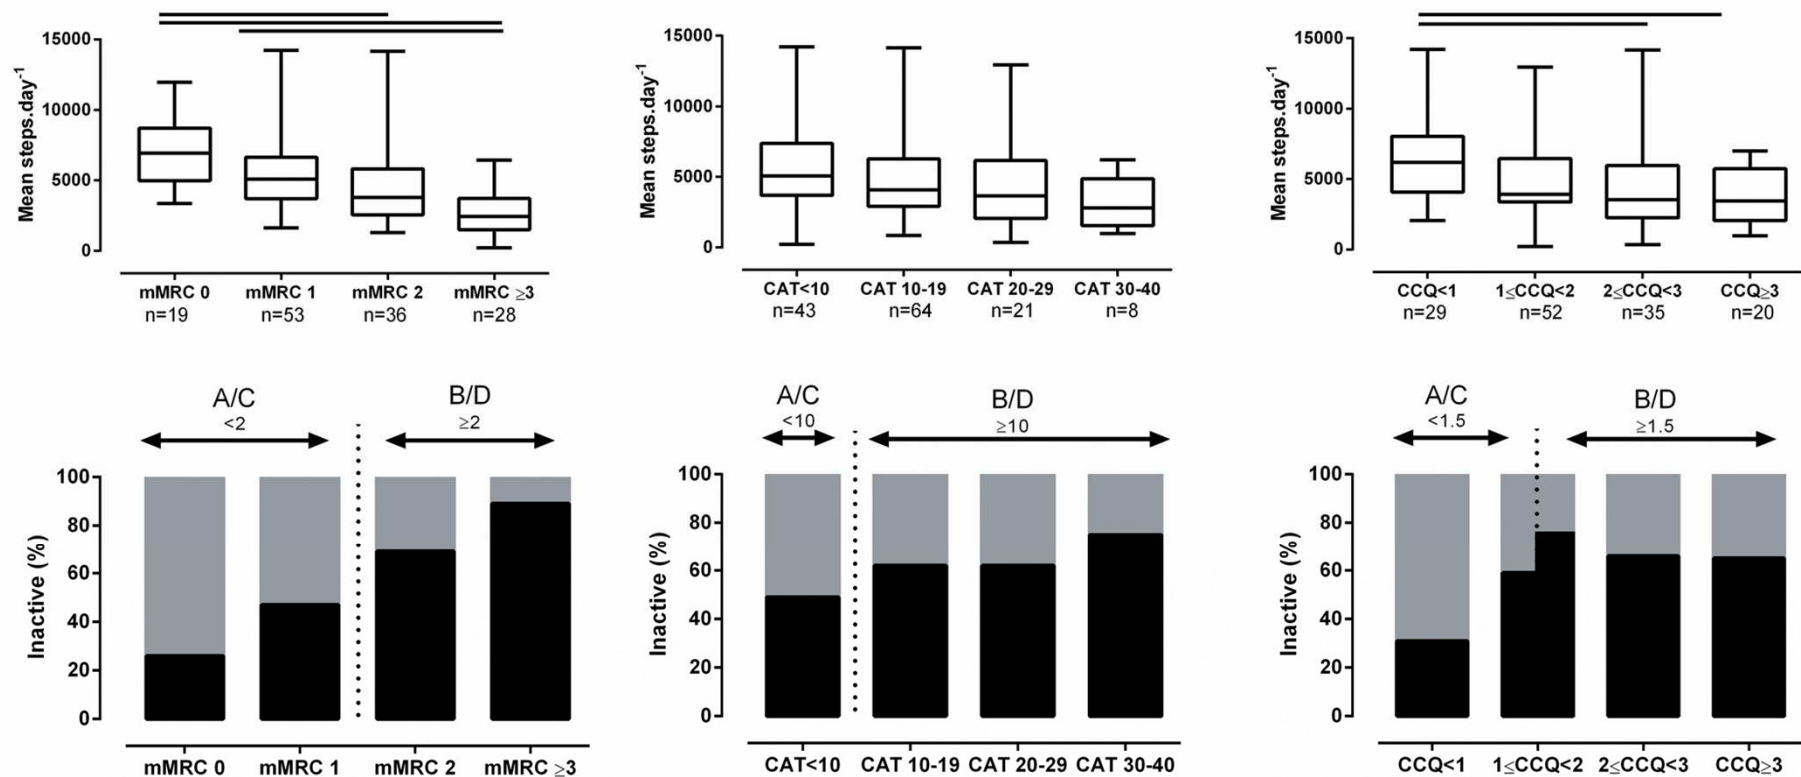 Mean steps.day-1
15000
10000
5000
0
mMRC 0 mMRC 1 mMRC 2 mMRC ≥3
n=19 n=53 n=36 n=28
Mean steps.day-1
15000
10000
5000
0
CAT<10 CAT 10-19 CAT 20-29 CAT 30-40
n=43 n=64 n=21 n=8
Mean steps.day-1
15000
10000
5000
0
CCQ<1 1≤CCQ<2 2≤CCQ<3 CCQ≥3
n=29 n=52 n=35 n=20
A/C B/D
<2 ≥2
Inactive (%)
100
80
60
40
20
0
mMRC 0 mMRC 1 mMRC 2 mMRC ≥3
A/C B/D
<10 ≥10
Inactive (%)
100
80
60
40
20
0
CAT<10 CAT 10-19 CAT 20-29 CAT 30-40
A/C B/D
<1.5 ≥1.5
Inactive (%)
100
80
60
40
20
0
CCQ<1 1≤CCQ<2 2≤CCQ<3 CCQ≥3